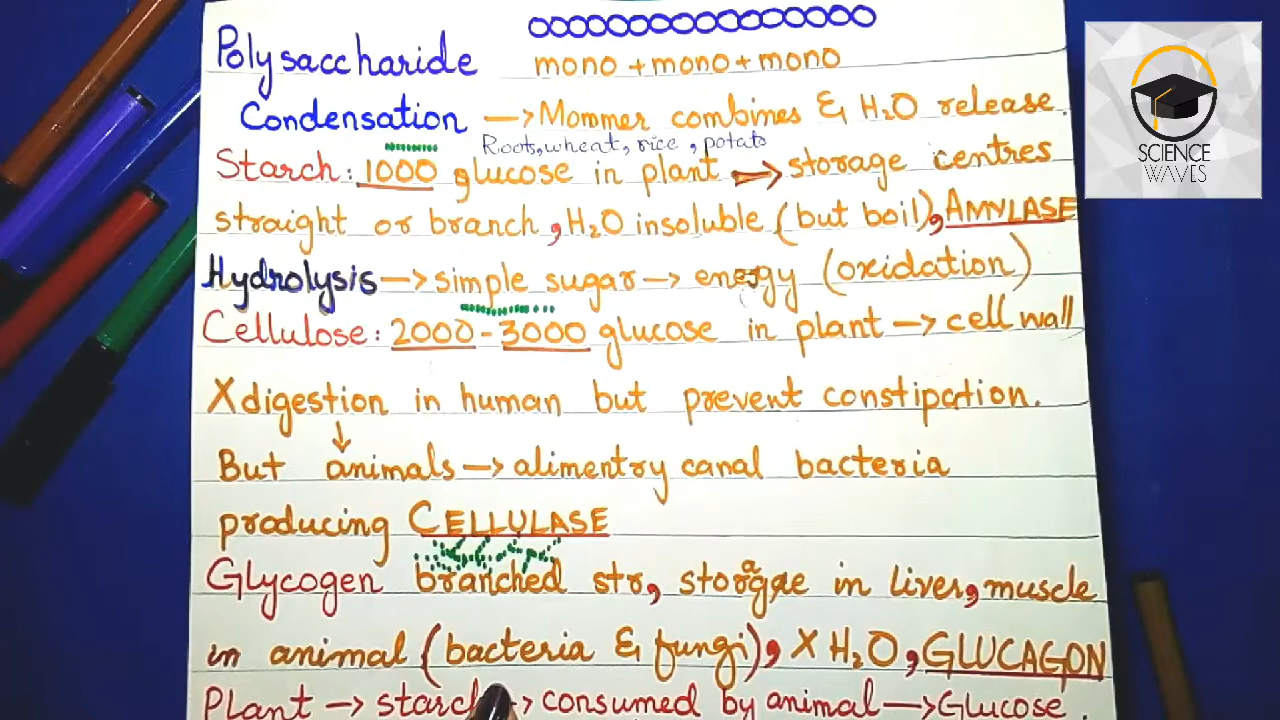 Polysaccharide
mono + mono + mono
Condensation → Monomer combines & H₂O release.
Roots, wheat, rice, potato
Starch: 1000 glucose in plant → storage centres
straight or branch, H₂O insoluble (but boil), AMYLASE
Hydrolysis → simple sugar → energy (oxidation)
Cellulose: 2000 - 3000 glucose in plant → cell wall
X digestion in human but prevent constipation.
↓
But animals → alimentry canal bacteria
producing CELLULASE
Glycogen branched str, storage in liver, muscle
in animal (bacteria & fungi), X H₂O, GLUCAGON
Plant → starch → consumed by animal → Glucose.
SCIENCE
WAVES